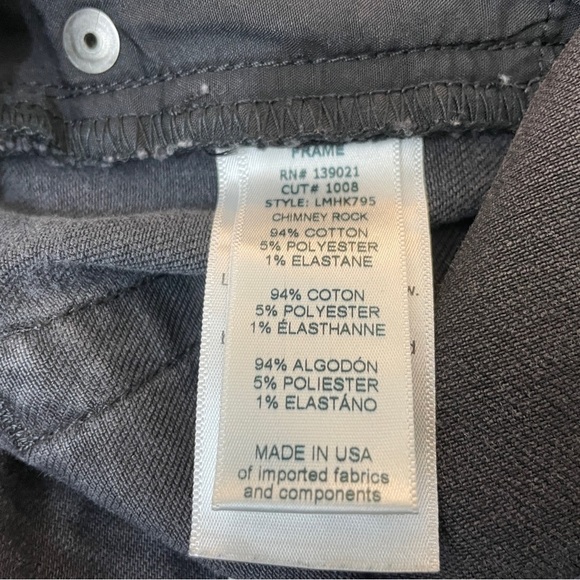 FRAME
RN# 139021
CUT# 1008
STYLE: LMHK795
CHIMNEY ROCK
94% COTTON
5% POLYESTER
1% ELASTANE
94% COTON
5% POLYESTER
1% ÉLASTHANNE
94% ALGODÓN
5% POLIESTER
1% ELASTÁNO
MADE IN USA
of imported fabrics
and components